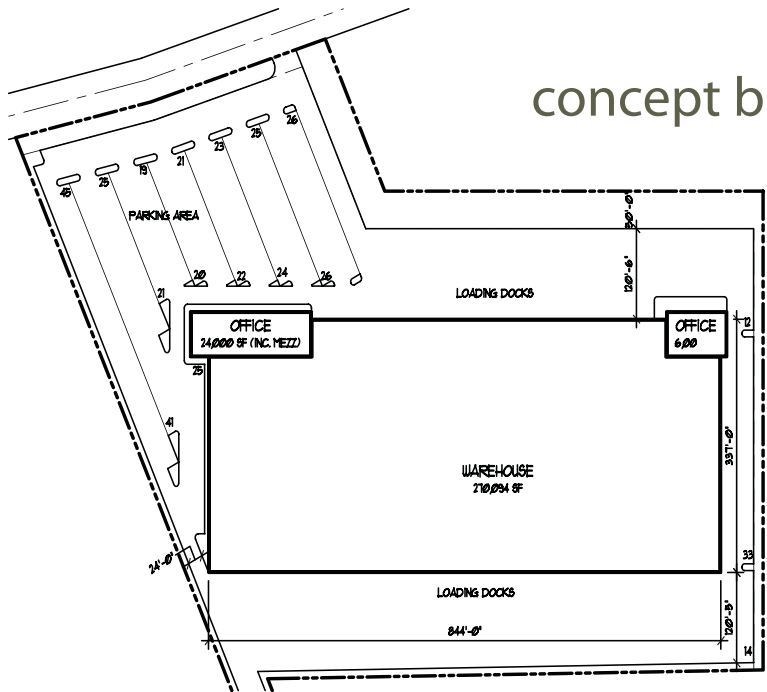 concept b
26
25
23
21
19
25
45
PARKING AREA
30'-0"
120'-6"
20
22
24
26
21
LOADING DOCKS
OFFICE
24,000 SF (INC. MEZZ)
OFFICE
6,00
12
25
41
337'-0"
WAREHOUSE
270,094 SF
24'-0"
33
LOADING DOCKS
844'-0"
120'-5"
14